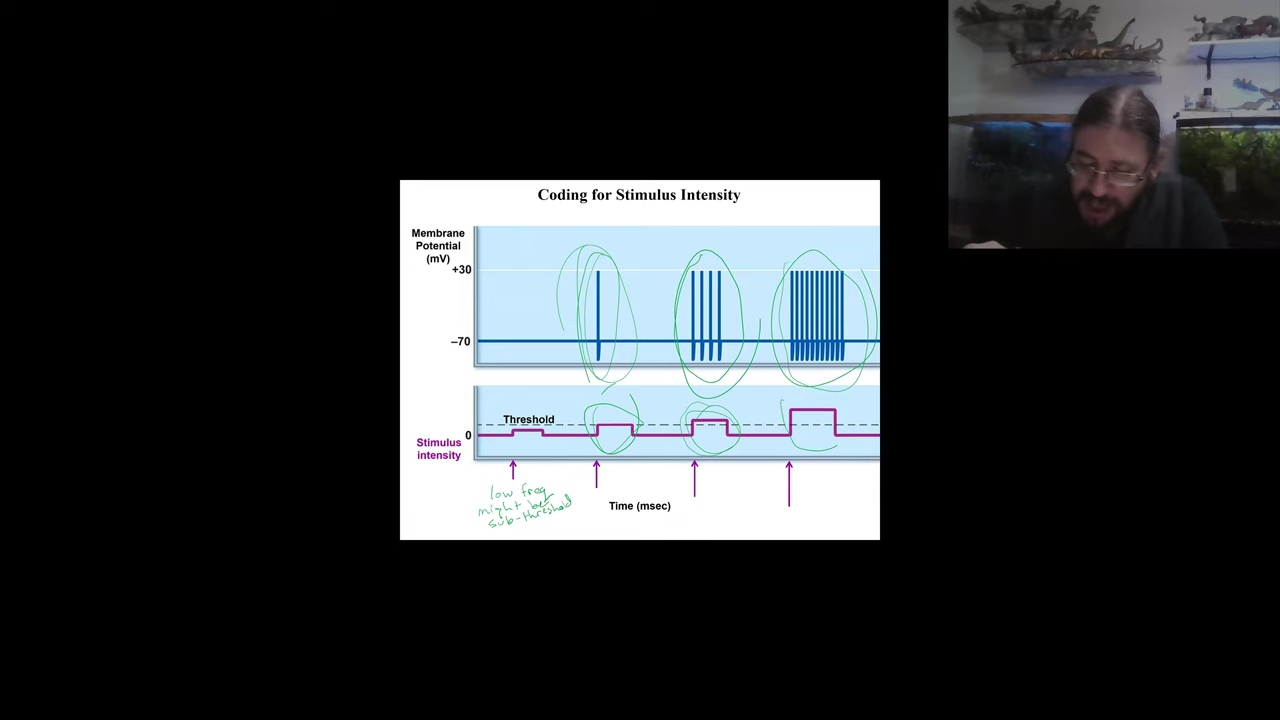 Coding for Stimulus Intensity
Membrane
Potential
(mV)
+30
–70
Threshold
0
Stimulus
intensity
low freq
might be
sub-threshold
Time (msec)